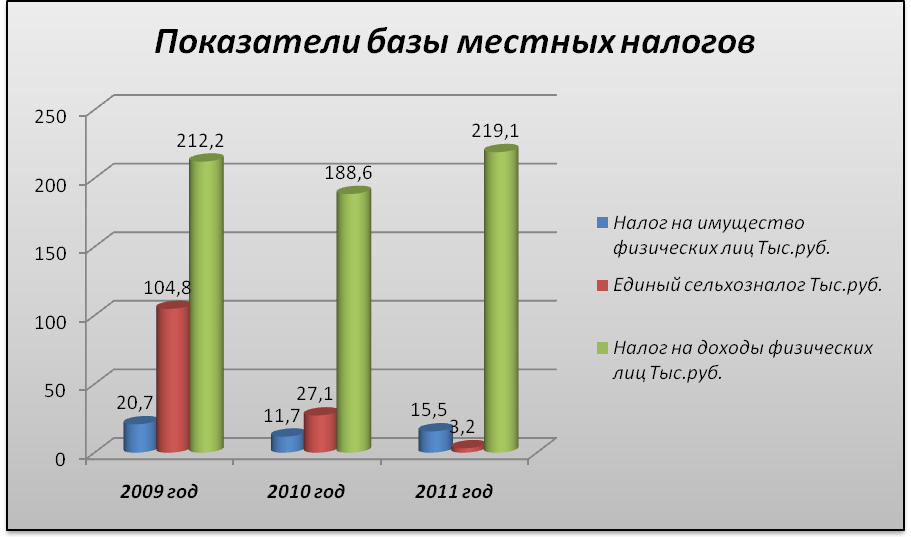 Показатели базы местных налогов
250
200
150
100
50
0
20,7
104,8
212,2
11,7
27,1
188,6
15,5
3,2
219,1
2009 год
2010 год
2011 год
Налог на имущество
физических лиц Тыс.руб.
Единый сельхозналог Тыс.руб.
Налог на доходы физических
лиц Тыс.руб.